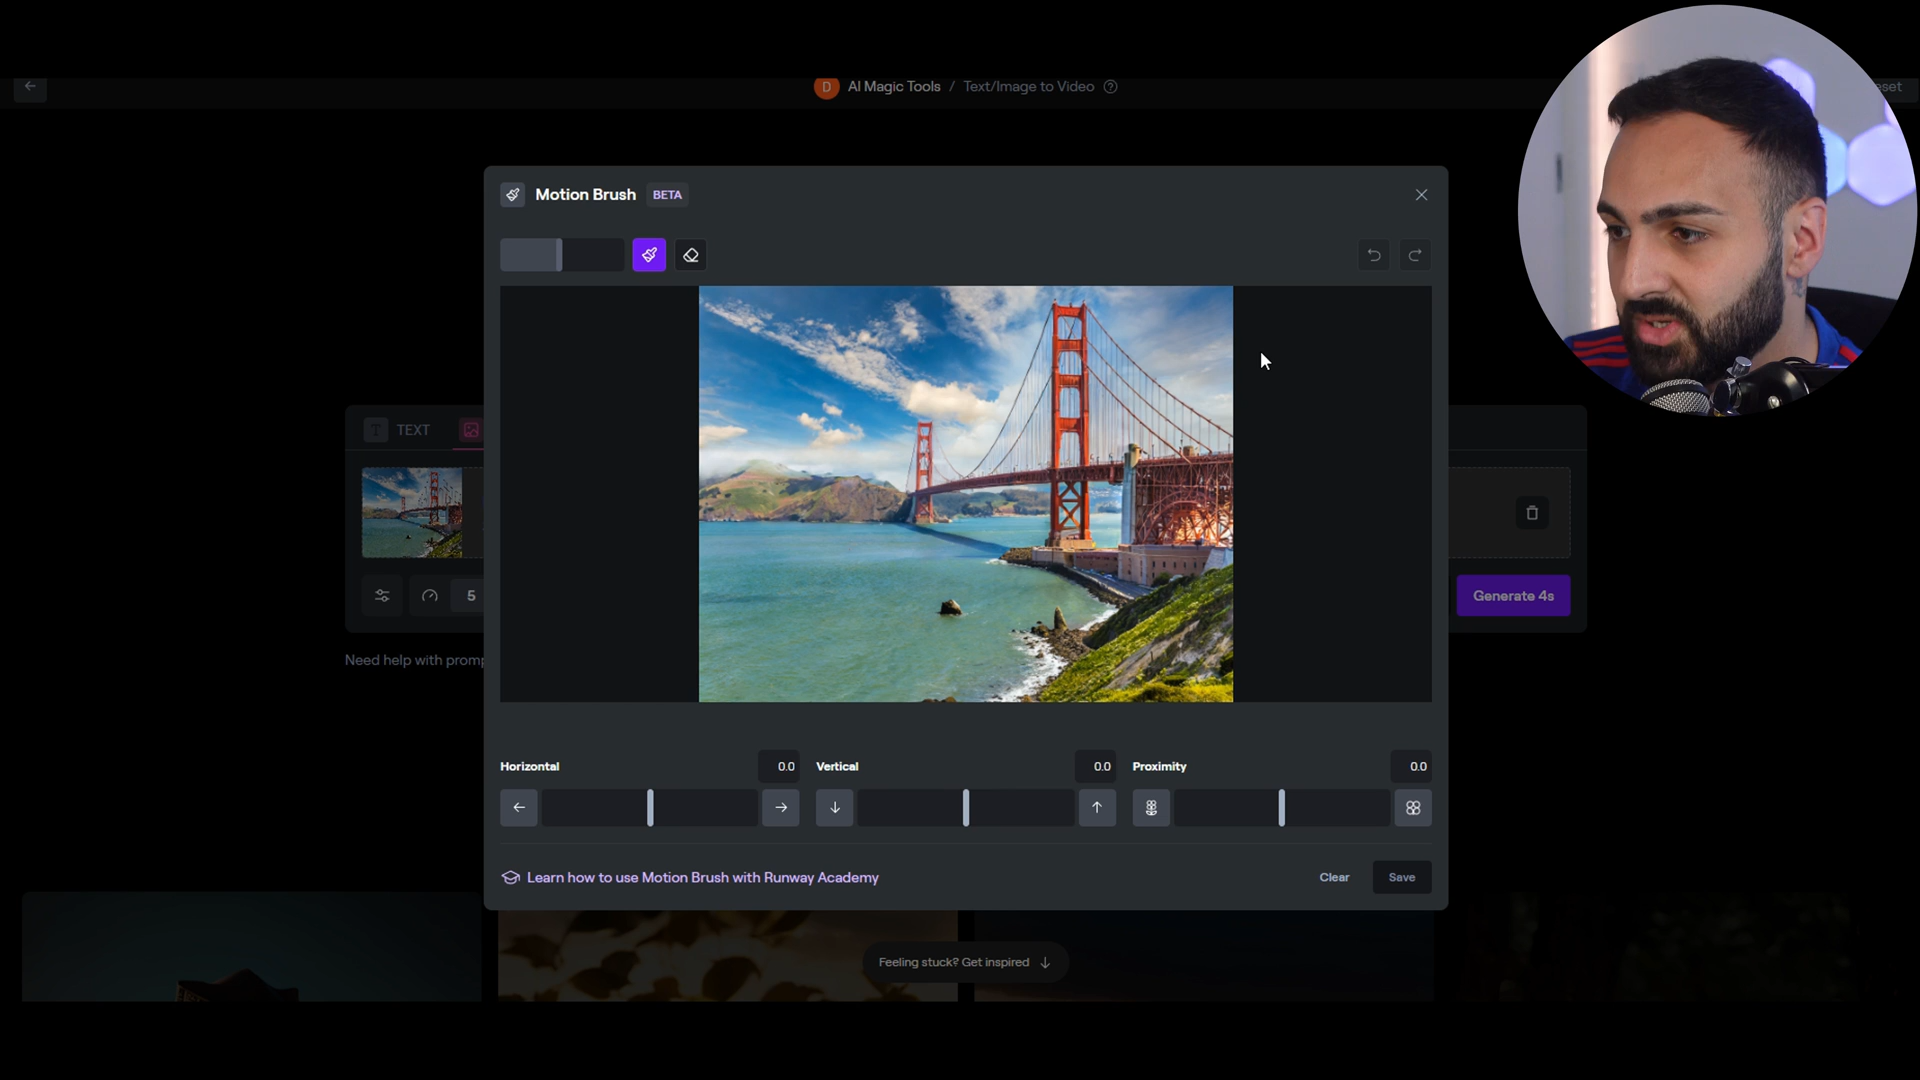 D AI Magic Tools / Text/Image to Video ?
eset
Motion Brush BETA
T TEXT
5
Generate 4s
Need help with promp
Horizontal 0.0 Vertical 0.0 Proximity 0.0
Learn how to use Motion Brush with Runway Academy
Clear Save
Feeling stuck? Get inspired